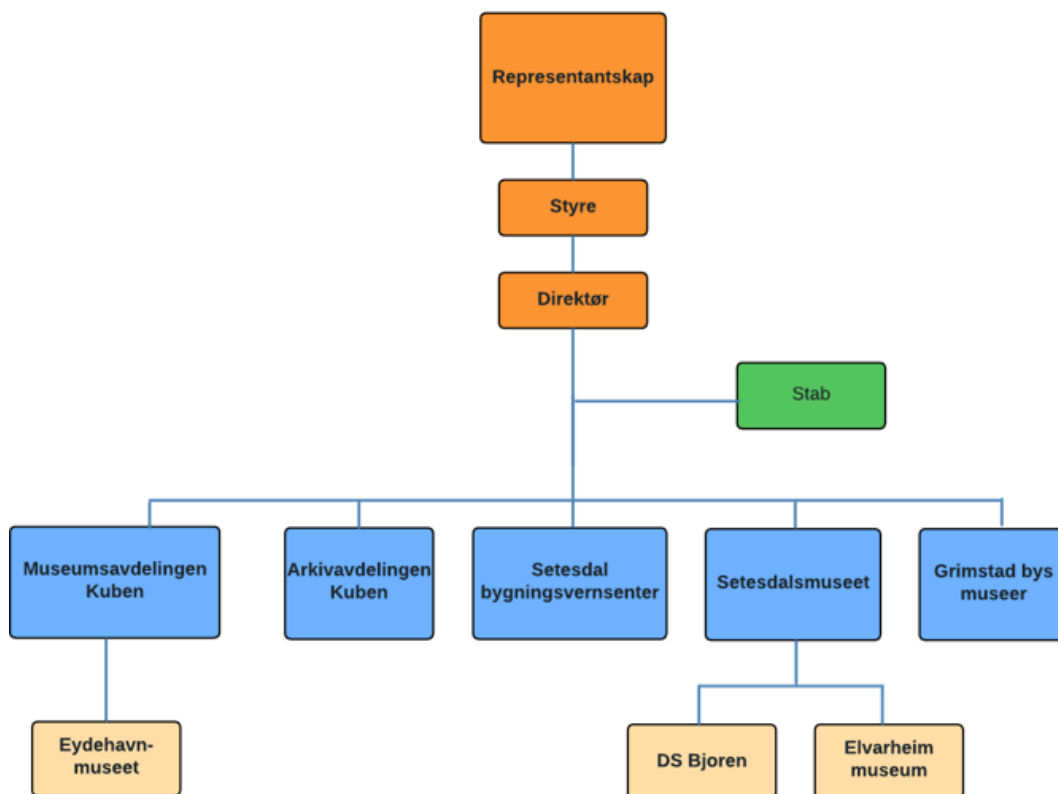 Representantskap
Styre
Direktør
Stab
Museumsavdelingen
Kuben
Arkivavdelingen
Kuben
Setesdal
bygningsvernsenter
Setesdalsmuseet
Grimstad bys
museer
Eydehavn-
museet
DS Bjoren
Elvarheim
museum